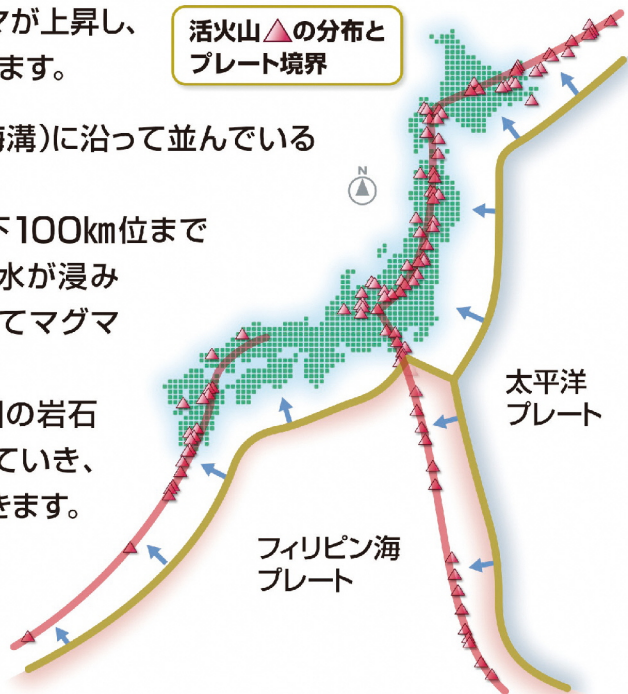 マが上昇し、
ます。
海溝)に沿って並んでいる
下100km位まで
水が浸み
てマグマ
の岩石
ていき、
きます。
活火山▲の分布と
プレート境界
N
太平洋
プレート
フィリピン海
プレート